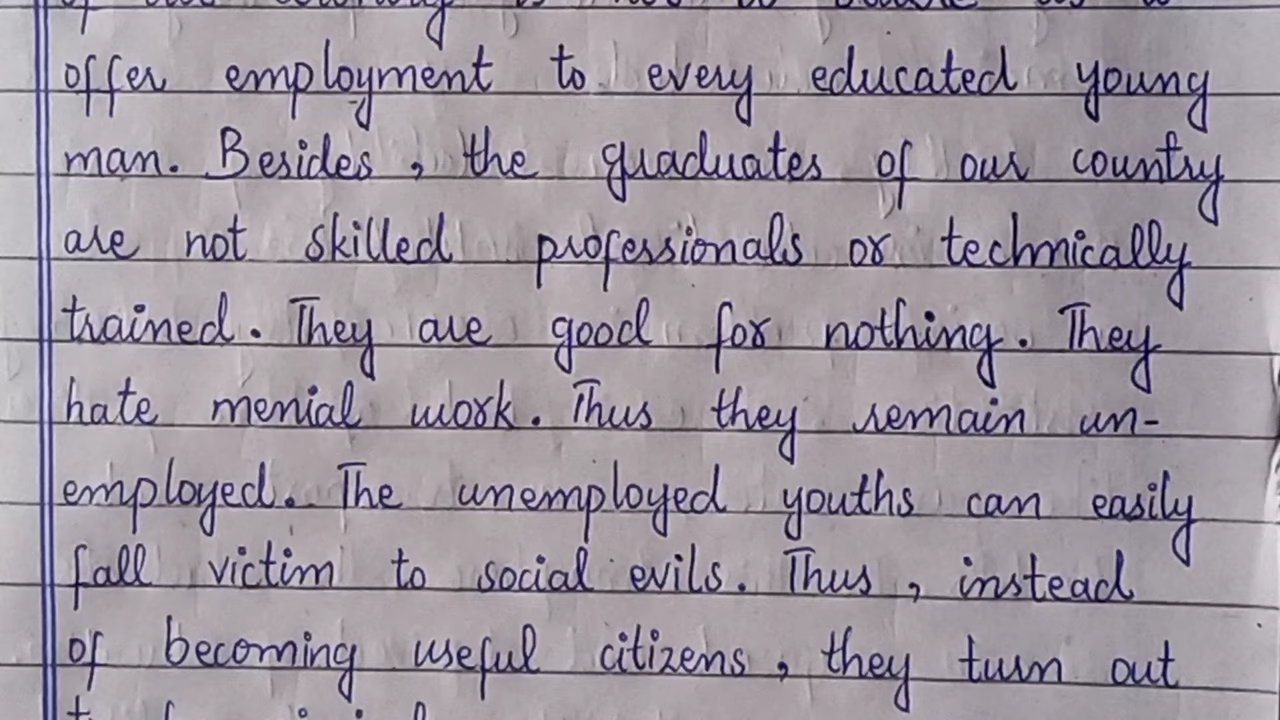 offer employment to every educated young
man. Besides, the graduates of our country
are not skilled professionals or technically
trained. They are good for nothing. They
hate menial work. Thus they remain un-
employed. The unemployed youths can easily
fall victim to social evils. Thus, instead
of becoming useful citizens, they turn out